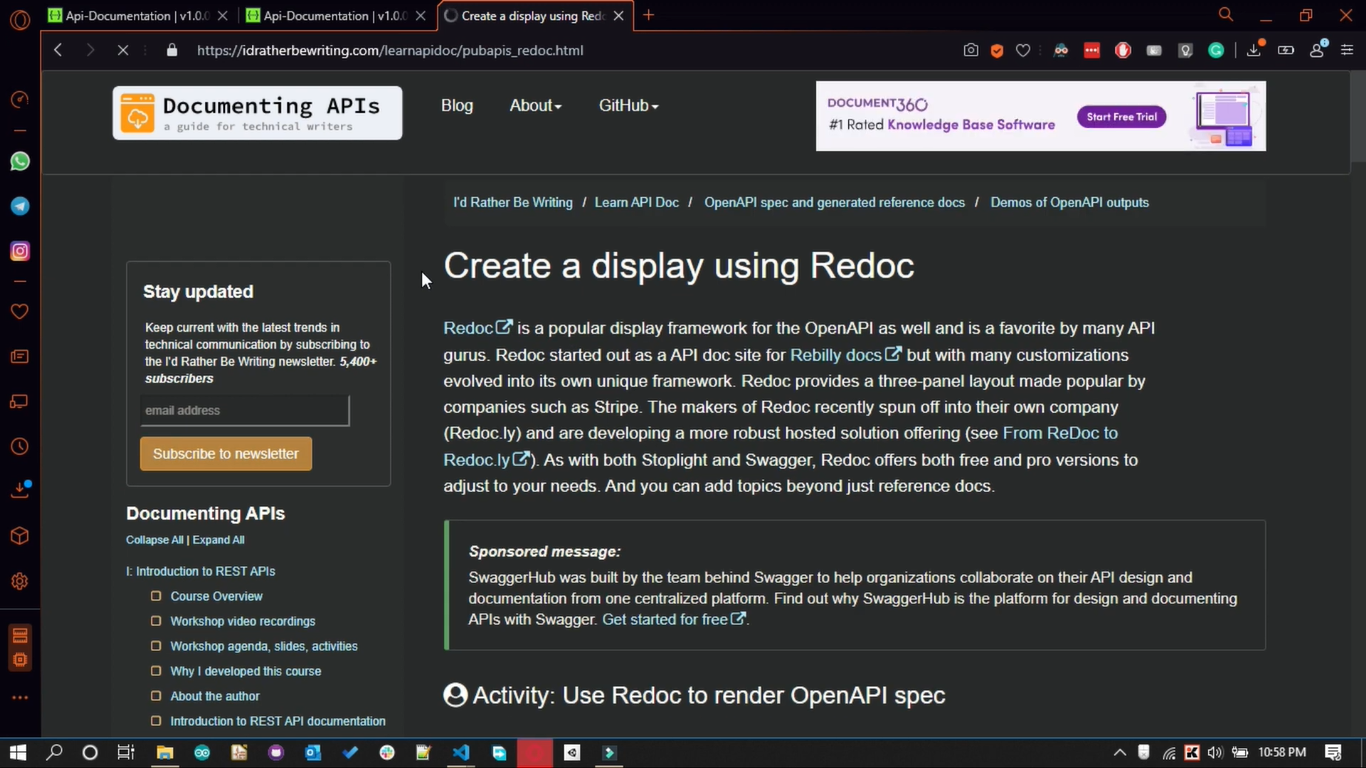 Api-Documentation | v1.0.0
Api-Documentation | v1.0.0
Create a display using Redoc
https://idratherbewriting.com/learnapidoc/pubapis_redoc.html
Documenting APIs
a guide for technical writers
Blog
About
GitHub
DOCUMENT360
#1 Rated Knowledge Base Software
Start Free Trial
I'd Rather Be Writing / Learn API Doc / OpenAPI spec and generated reference docs / Demos of OpenAPI outputs
Stay updated
Keep current with the latest trends in
technical communication by subscribing to
the I'd Rather Be Writing newsletter. 5,400+
subscribers
email address
Subscribe to newsletter
Documenting APIs
Collapse All | Expand All
I: Introduction to REST APIs
Course Overview
Workshop video recordings
Workshop agenda, slides, activities
Why I developed this course
About the author
Introduction to REST API documentation
Create a display using Redoc
Redoc is a popular display framework for the OpenAPI as well and is a favorite by many API
gurus. Redoc started out as a API doc site for Rebilly docs but with many customizations
evolved into its own unique framework. Redoc provides a three-panel layout made popular by
companies such as Stripe. The makers of Redoc recently spun off into their own company
(Redoc.ly) and are developing a more robust hosted solution offering (see From ReDoc to
Redoc.ly). As with both Stoplight and Swagger, Redoc offers both free and pro versions to
adjust to your needs. And you can add topics beyond just reference docs.
Sponsored message:
SwaggerHub was built by the team behind Swagger to help organizations collaborate on their API design and
documentation from one centralized platform. Find out why SwaggerHub is the platform for design and documenting
APIs with Swagger. Get started for free.
Activity: Use Redoc to render OpenAPI spec
10:58 PM